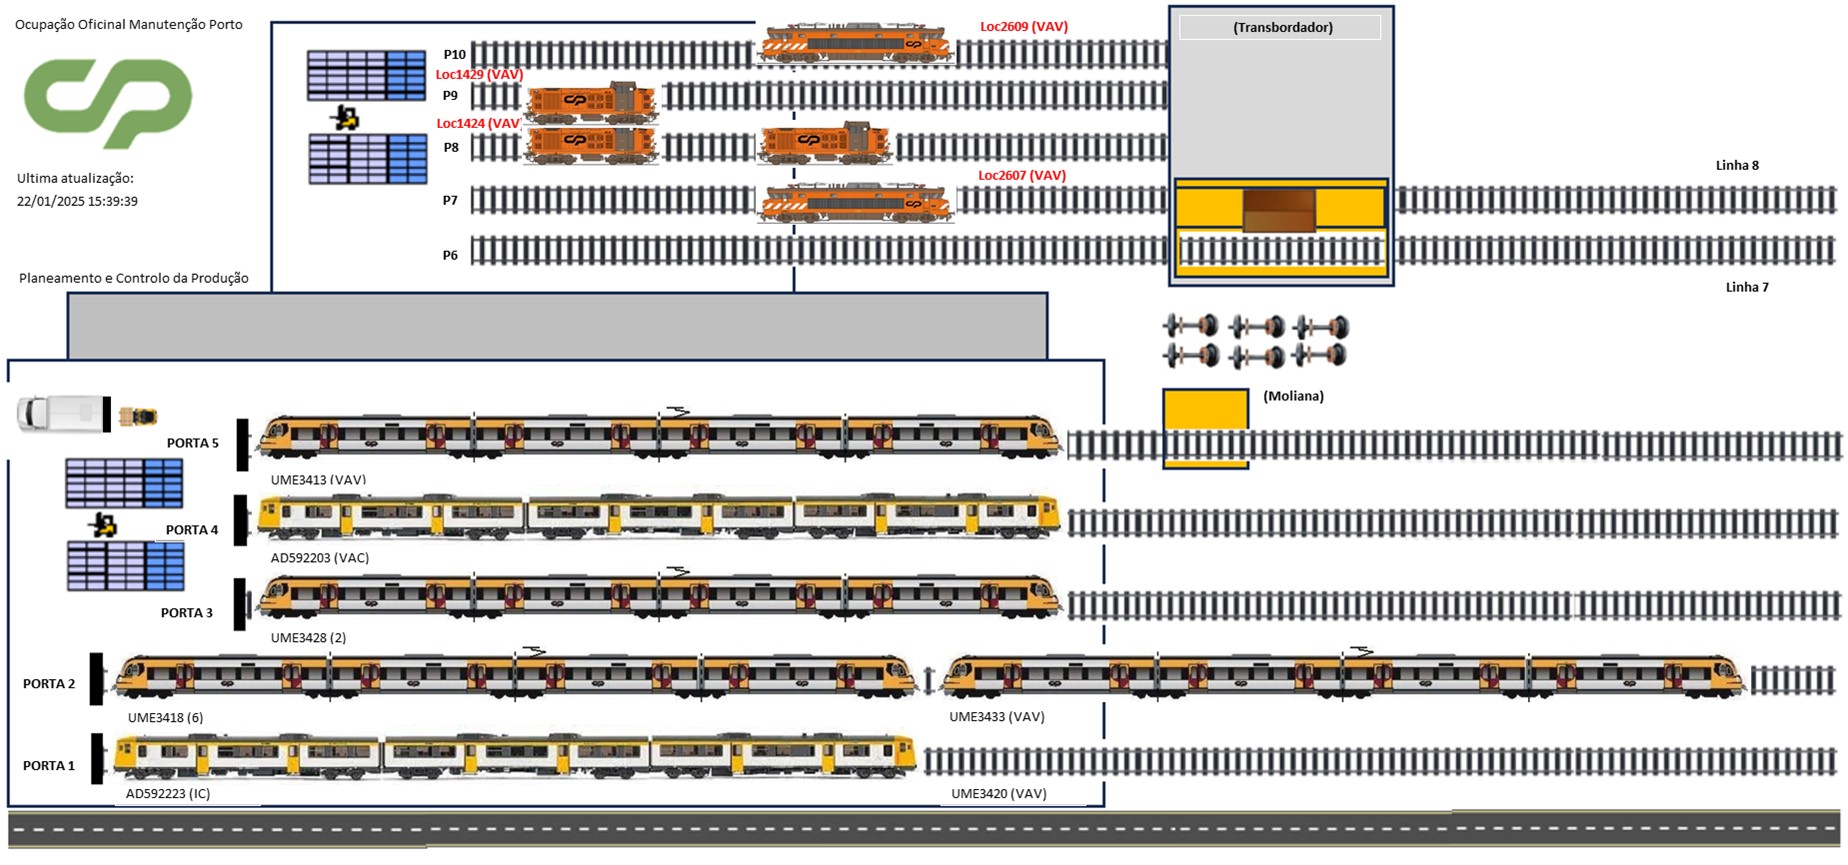 Ocupação Oficinal Manutenção Porto
Loc2609 (VAV)
(Transbordador)
P10
Loc1429 (VAV)
P9
Loc1424 (VAV)
P8
Linha 8
Ultima atualização:
Loc2607 (VAV)
22/01/2025 15:39:39
P7
P6
Planeamento e Controlo da Produção
Linha 7
(Moliana)
PORTA 5
UME3413 (VAV)
PORTA 4
AD592203 (VAC)
PORTA 3
UME3428 (2)
PORTA 2
UME3418 (6)
UME3433 (VAV)
PORTA 1
AD592223 (IC)
UME3420 (VAV)